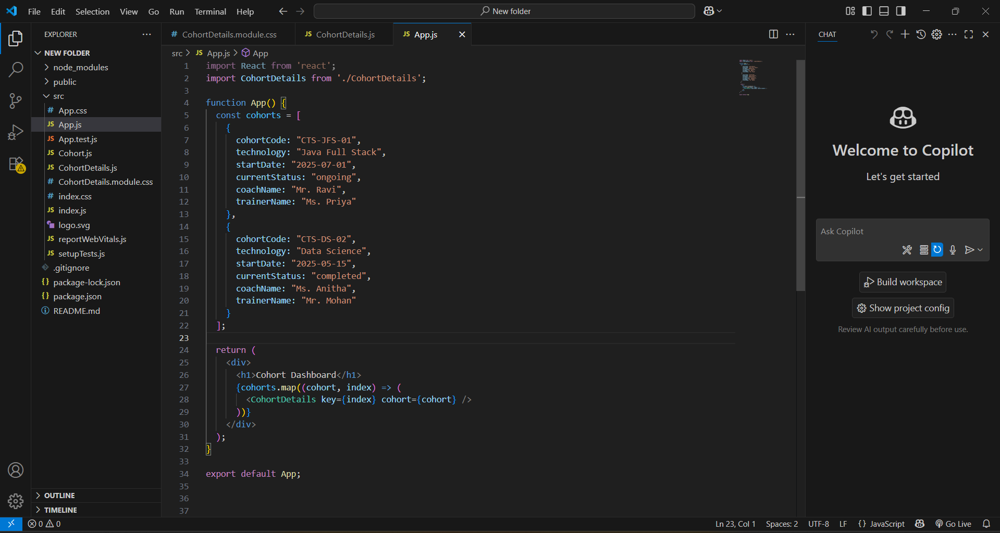 File Edit Selection View Go Run Terminal Help
New folder
EXPLORER
NEW FOLDER
node_modules
public
src
# App.css
JS App.js
JS App.test.js
JS Cohort.js
JS CohortDetails.js
# CohortDetails.module.css
# index.css
JS index.js
logo.svg
JS reportWebVitals.js
JS setupTests.js
.gitignore
{} package-lock.json
{} package.json
README.md
OUTLINE
TIMELINE
# CohortDetails.module.css
JS CohortDetails.js
JS App.js
src > JS App.js > App
1 import React from 'react';
2 import CohortDetails from './CohortDetails';
3
4 function App() {
5 const cohorts = [
6 {
7 cohortCode: "CTS-JFS-01",
8 technology: "Java Full Stack",
9 startDate: "2025-07-01",
10 currentStatus: "ongoing",
11 coachName: "Mr. Ravi",
12 trainerName: "Ms. Priya"
13 },
14 {
15 cohortCode: "CTS-DS-02",
16 technology: "Data Science",
17 startDate: "2025-05-15",
18 currentStatus: "completed",
19 coachName: "Ms. Anitha",
20 trainerName: "Mr. Mohan"
21 }
22 ];
23
24 return (
25 <div>
26 <h1>Cohort Dashboard</h1>
27 {cohorts.map((cohort, index) => (
28 <CohortDetails key={index} cohort={cohort} />
29 ))}
30 </div>
31 );
32 }
33
34 export default App;
35
36
37
CHAT
Welcome to Copilot
Let's get started
Ask Copilot
Build workspace
Show project config
Review AI output carefully before use.
0 0
Ln 23, Col 1 Spaces: 2 UTF-8 LF {} JavaScript Go Live